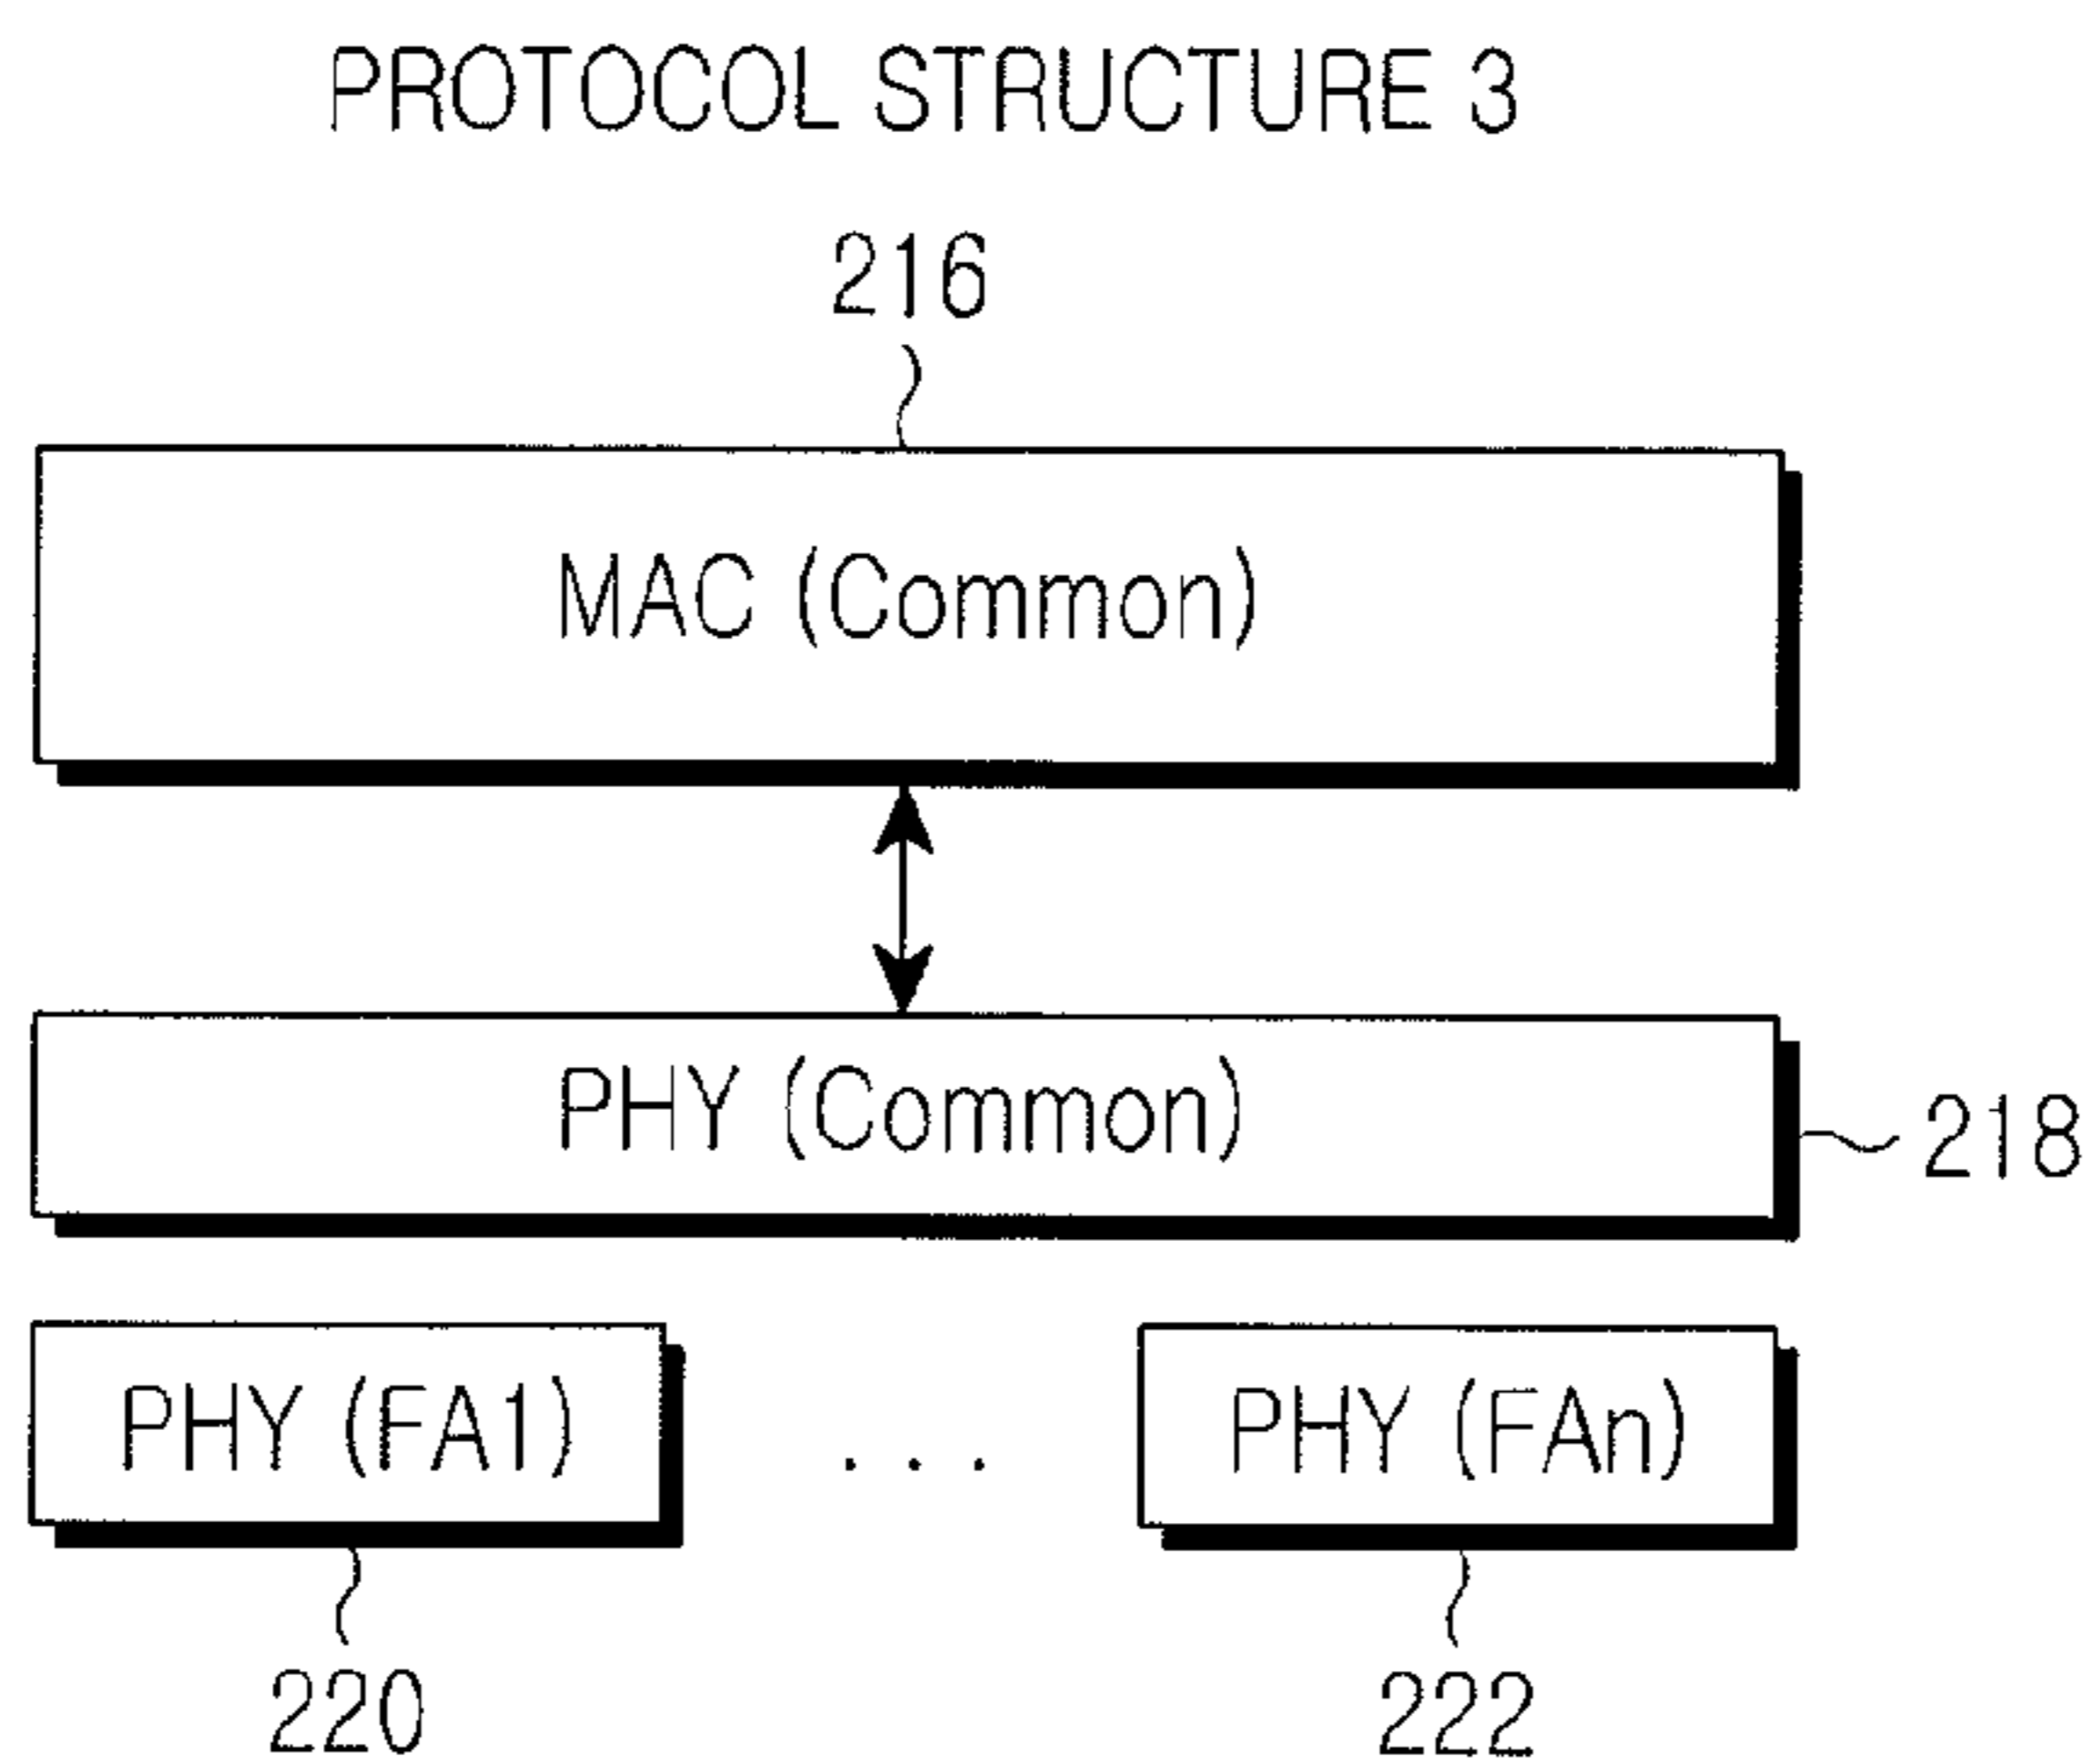 PROTOCOL STRUCTURE 3
216
MAC (Common)
PHY (Common)
218
PHY (FA1)
. . .
PHY (FAn)
220
222